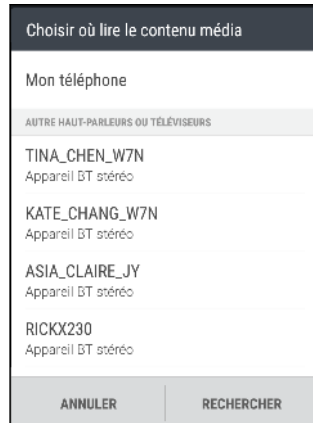 Choisir où lire le contenu média
Mon téléphone
AUTRE HAUT-PARLEURS OU TÉLÉVISEURS
TINA_CHEN_W7N
Appareil BT stéréo
KATE_CHANG_W7N
Appareil BT stéréo
ASIA_CLAIRE_JY
Appareil BT stéréo
RICKX230
Appareil BT stéréo
ANNULER
RECHERCHER